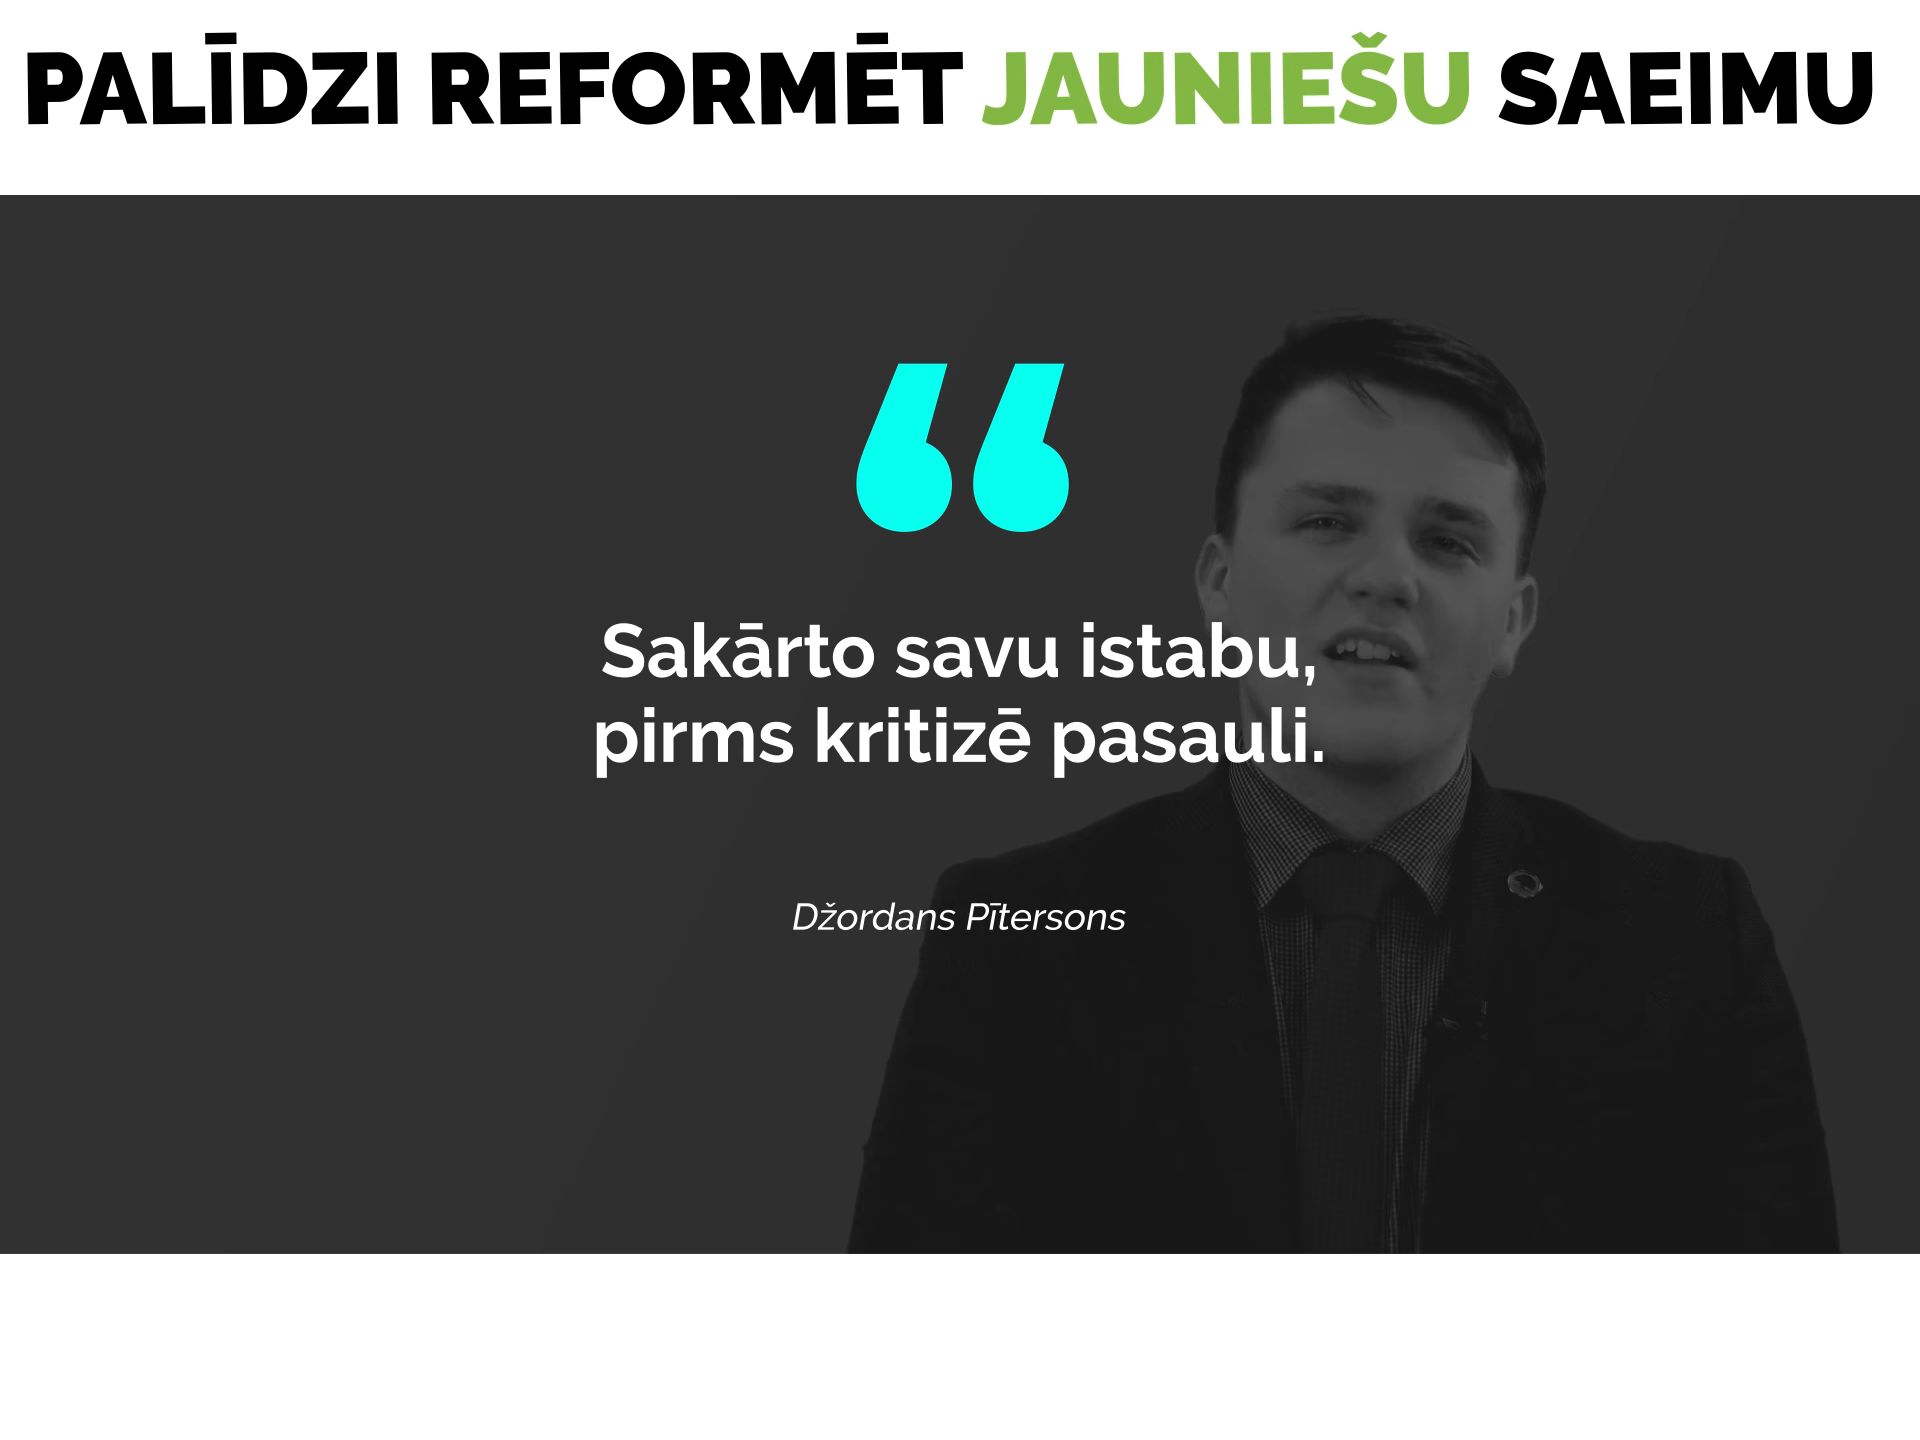 PALĪDZI REFORMĒT JAUNIEŠU SAEIMU
Sakārto savu istabu,
pirms kritizē pasauli.
Džordans Pītersons